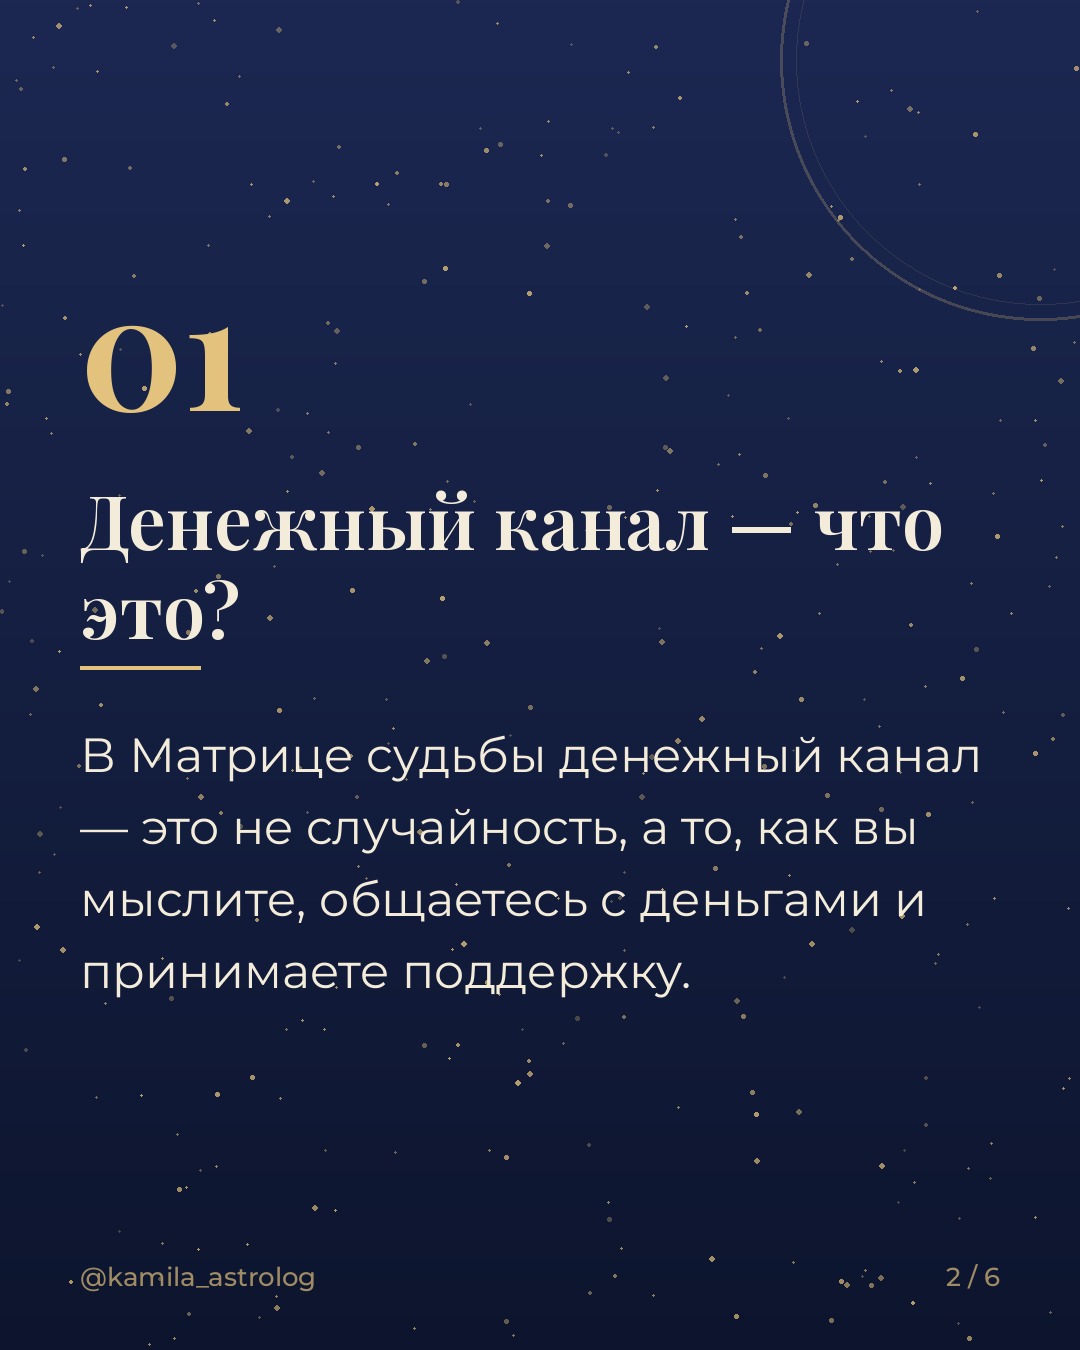 01
Денежный канал — что
это?
В Матрице судьбы денежный канал
— это не случайность, а то, как вы
мыслите, общаетесь с деньгами и
принимаете поддержку.
@kamila_astrolog
2 / 6